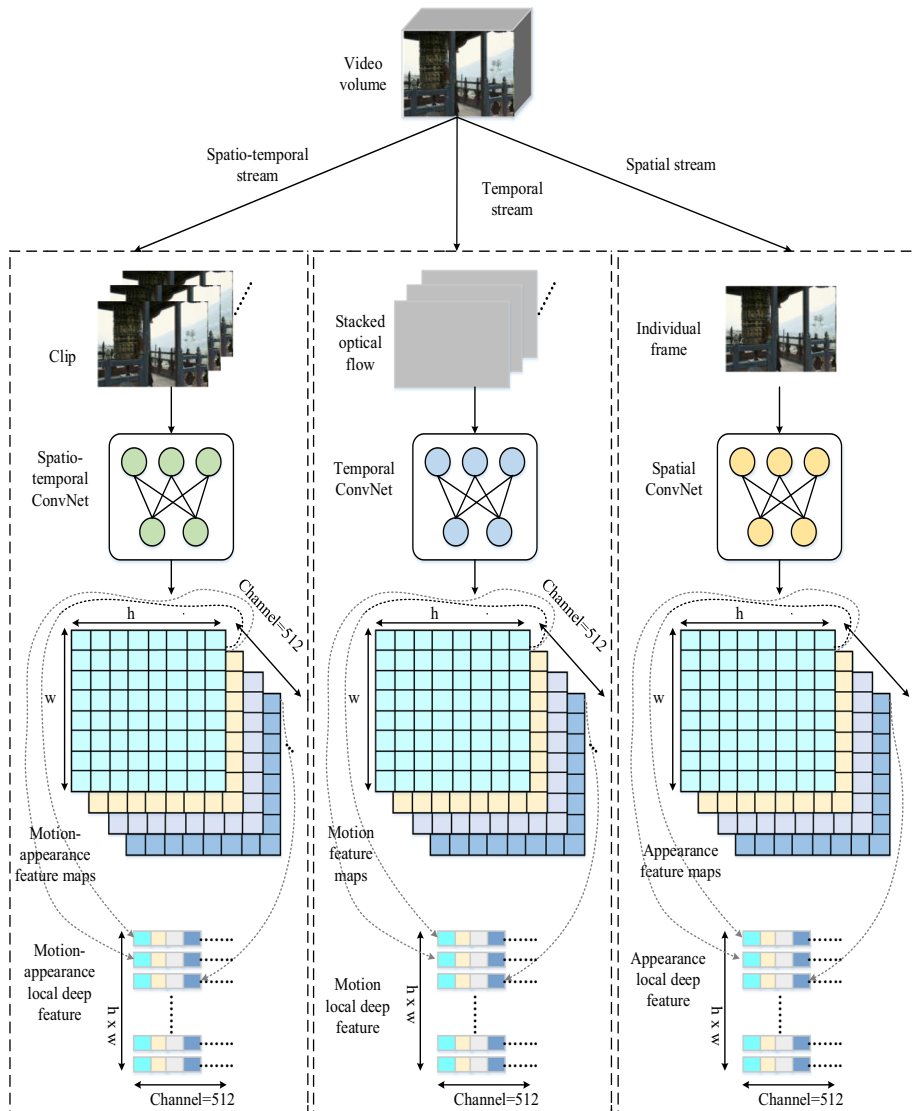 Video
volume
Spatio-temporal
stream
Temporal
stream
Spatial stream
Clip
Stacked
optical
flow
Individual
frame
Spatio-
temporal
ConvNet
Temporal
ConvNet
Spatial
ConvNet
h
w
Channel=512
Motion-
appearance
feature maps
h
w
Channel=512
Motion
feature
maps
h
w
Appearance
feature maps
Motion-
appearance
local deep
feature
h x w
Channel=512
Motion
local deep
feature
h x w
Channel=512
Appearance
local deep
feature
h x w
Channel=512